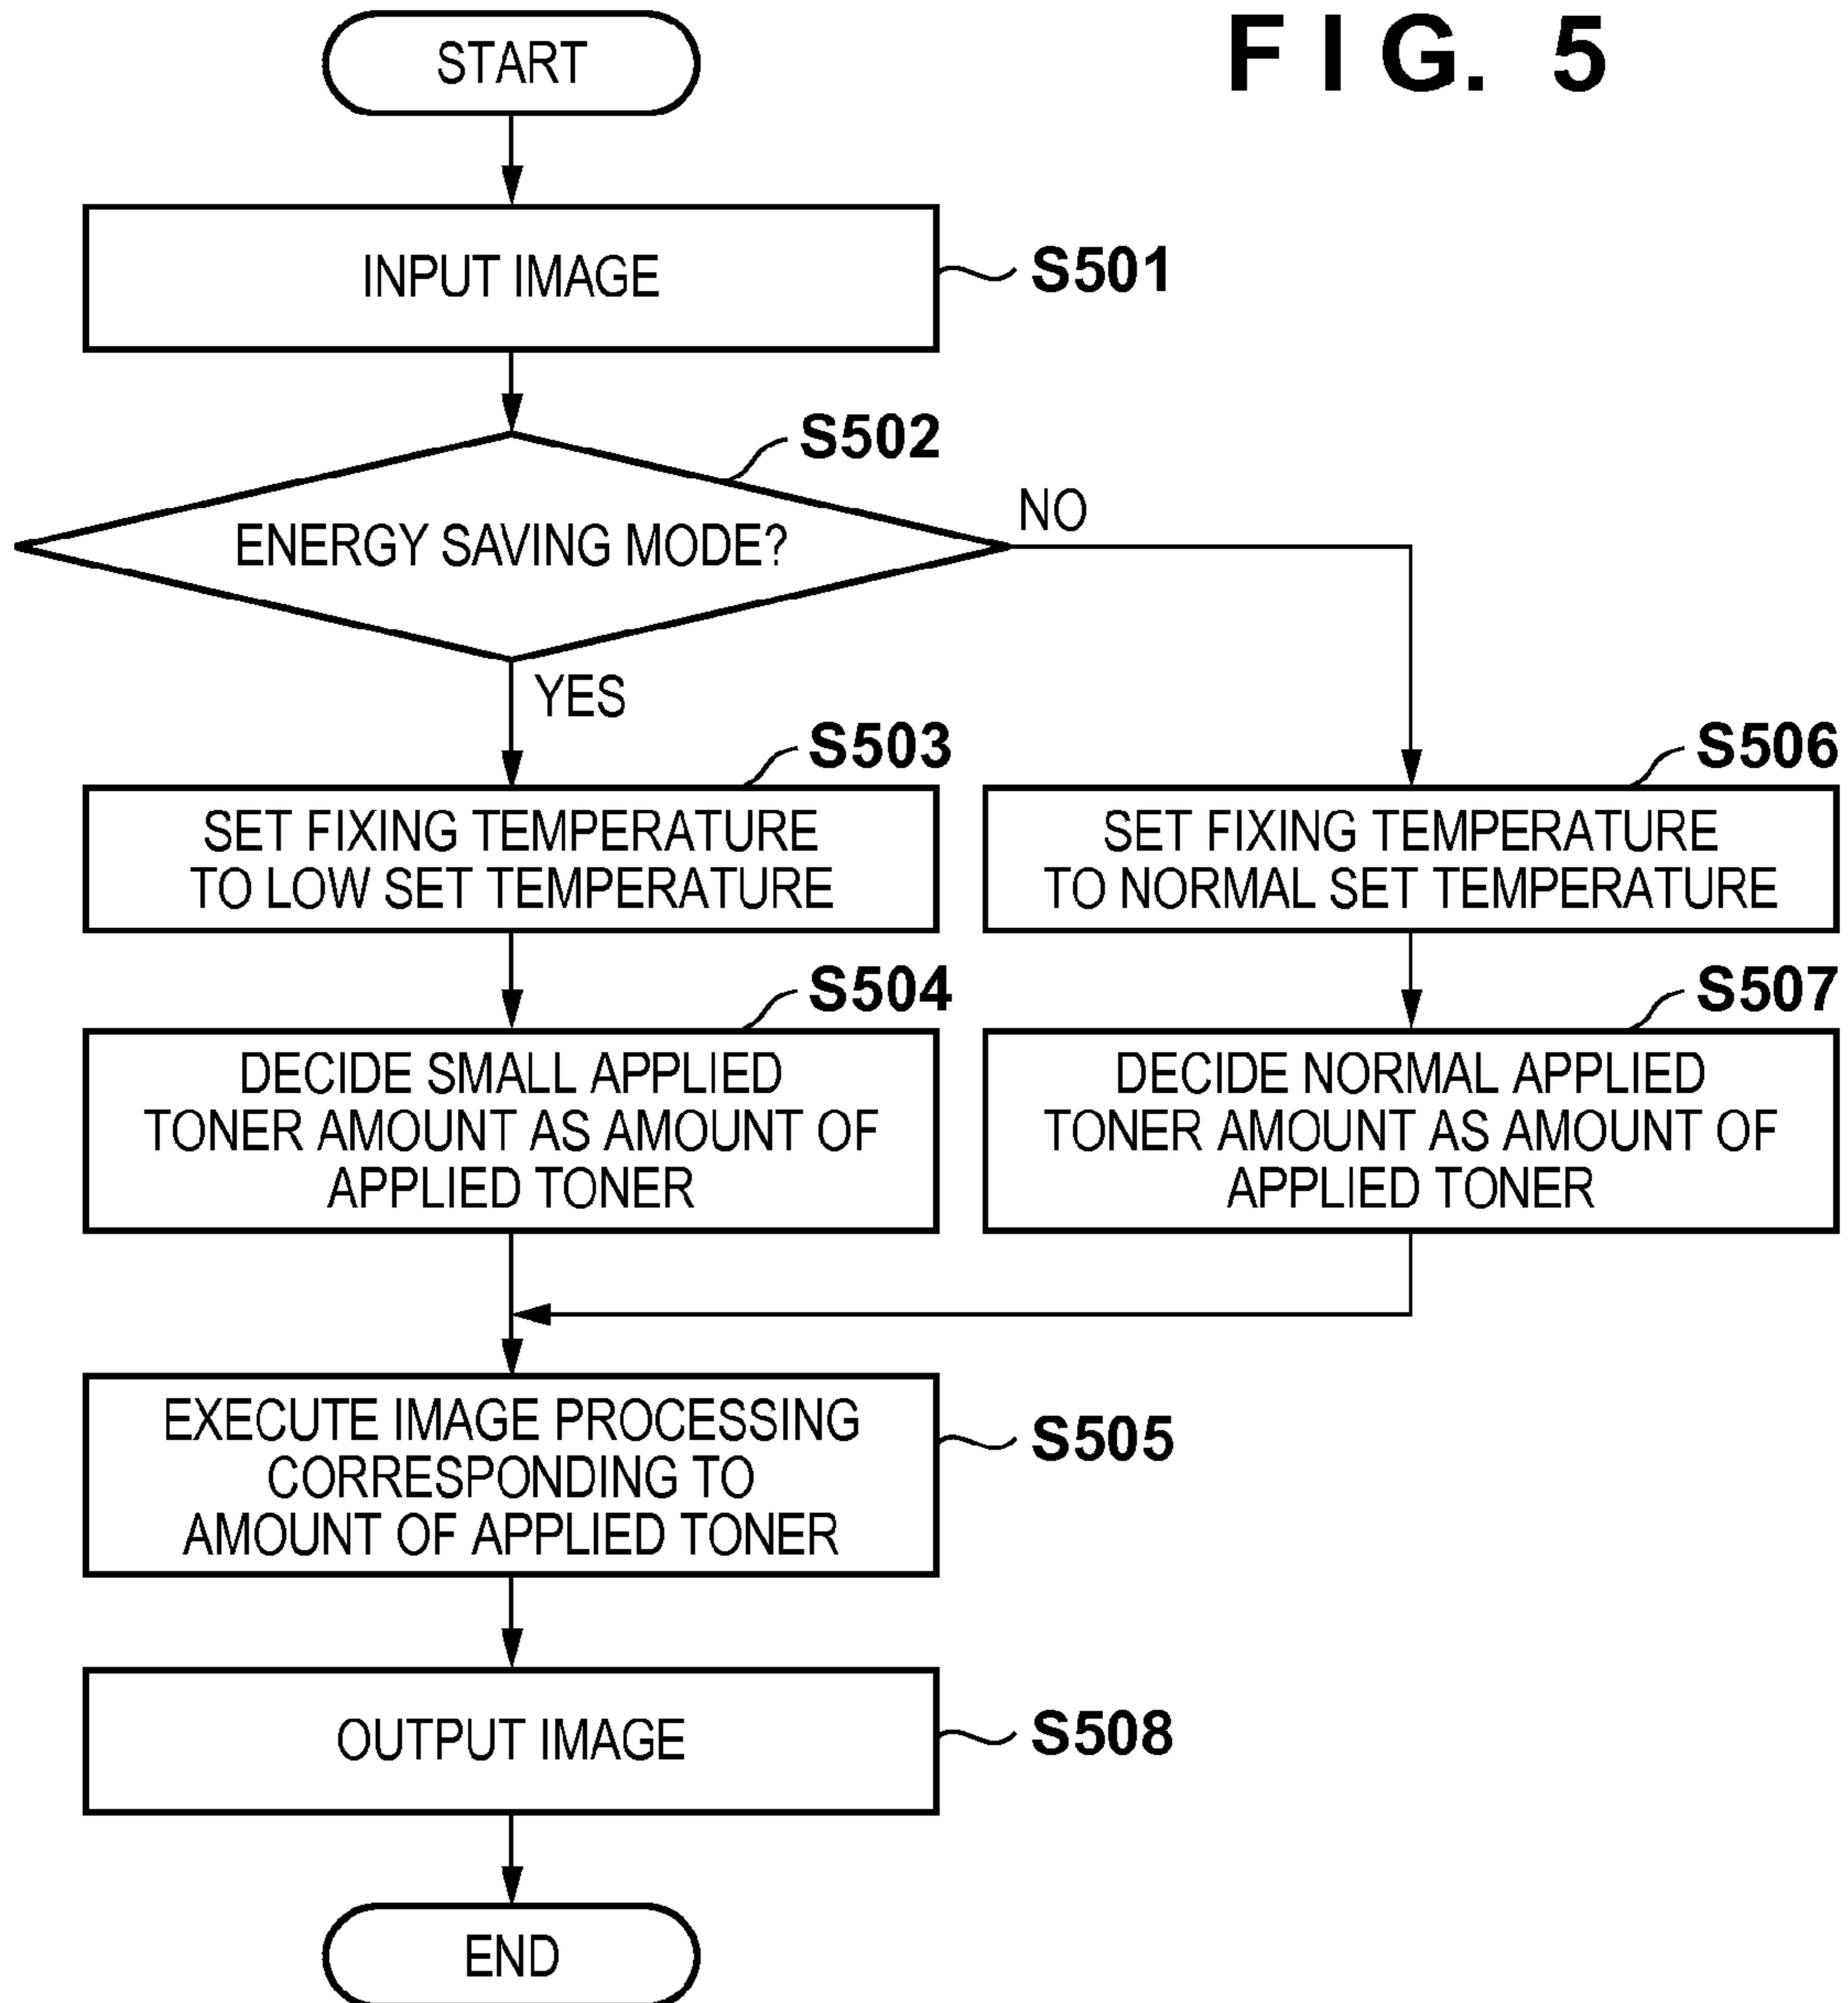 FIG. 5
START
INPUT IMAGE
S501
S502
ENERGY SAVING MODE?
NO
YES
S503
SET FIXING TEMPERATURE
TO LOW SET TEMPERATURE
S506
SET FIXING TEMPERATURE
TO NORMAL SET TEMPERATURE
S504
DECIDE SMALL APPLIED
TONER AMOUNT AS AMOUNT OF
APPLIED TONER
S507
DECIDE NORMAL APPLIED
TONER AMOUNT AS AMOUNT OF
APPLIED TONER
EXECUTE IMAGE PROCESSING
CORRESPONDING TO
AMOUNT OF APPLIED TONER
S505
OUTPUT IMAGE
S508
END